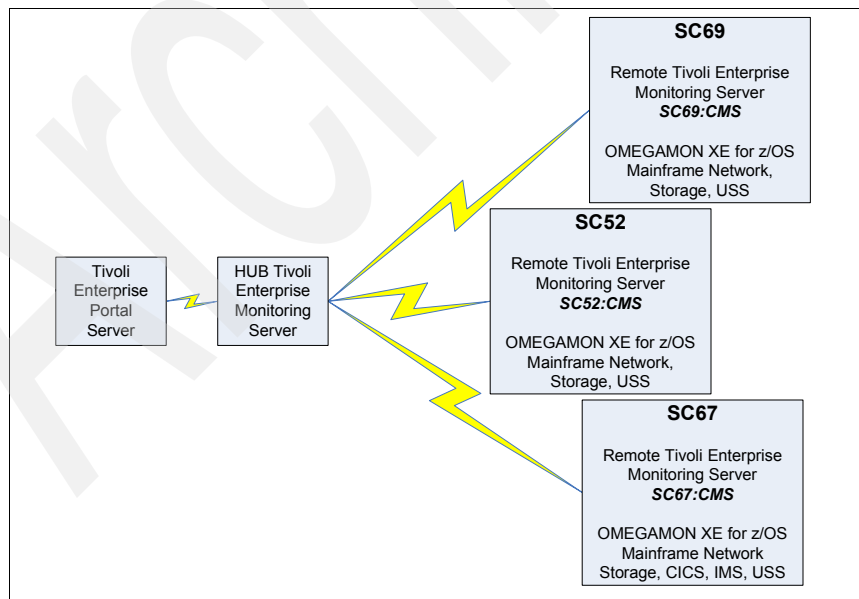 Tivoli
Enterprise
Portal
Server
HUB Tivoli
Enterprise
Monitoring
Server
SC69
Remote Tivoli Enterprise
Monitoring Server
SC69:CMS
OMEGAMON XE for z/OS
Mainframe Network,
Storage, USS
SC52
Remote Tivoli Enterprise
Monitoring Server
SC52:CMS
OMEGAMON XE for z/OS
Mainframe Network,
Storage, USS
SC67
Remote Tivoli Enterprise
Monitoring Server
SC67:CMS
OMEGAMON XE for z/OS
Mainframe Network
Storage, CICS, IMS, USS